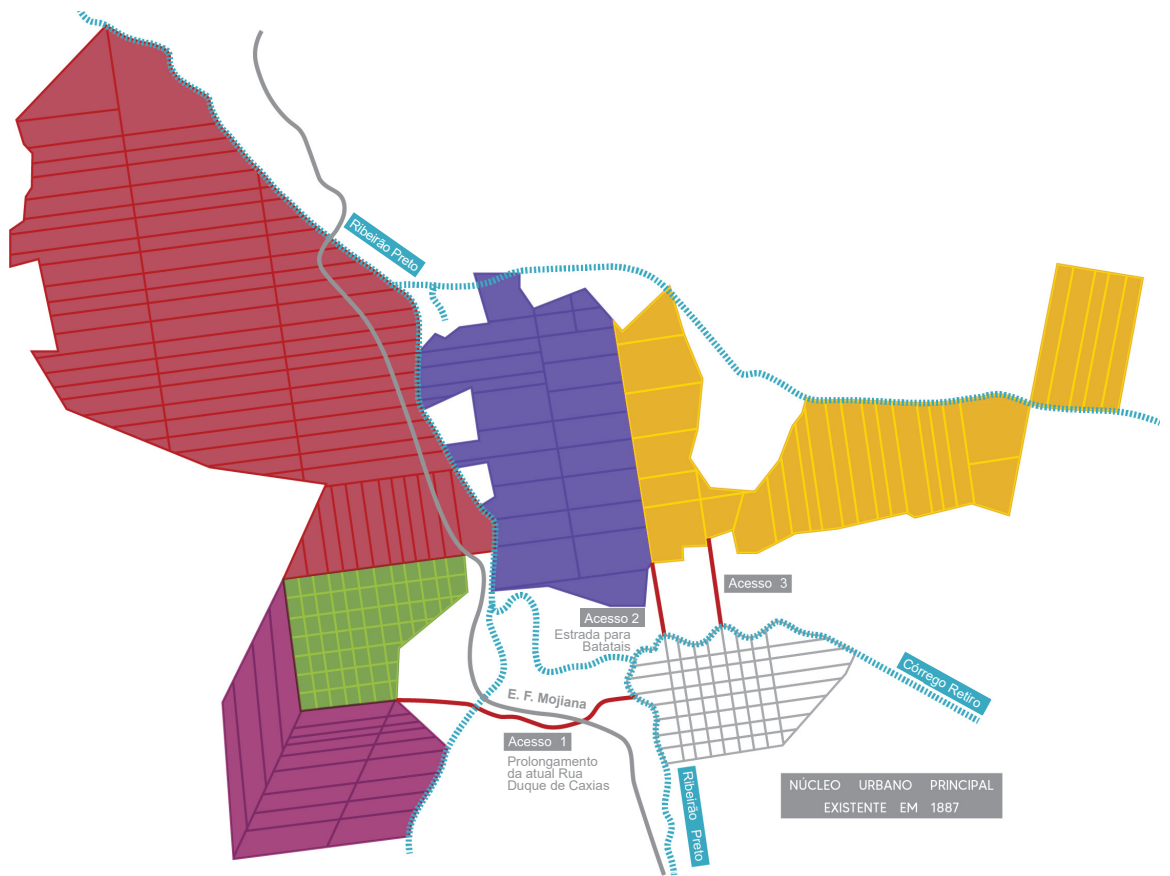 Ribeirão Preto
Acesso 3
Acesso 2
Estrada para
Batatais
Córrego Retiro
E. F. Mojiana
Acesso 1
Prolongamento
da atual Rua
Duque de Caxias
Ribeirão Preto
NÚCLEO URBANO PRINCIPAL
EXISTENTE EM 1887